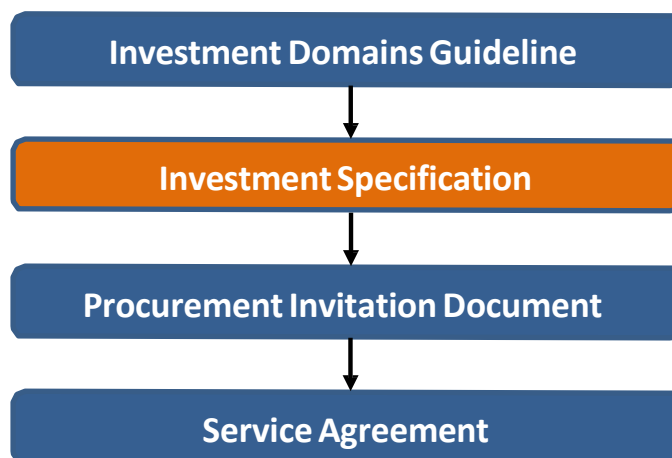 Investment Domains Guideline
Investment Specification
Procurement Invitation Document
Service Agreement